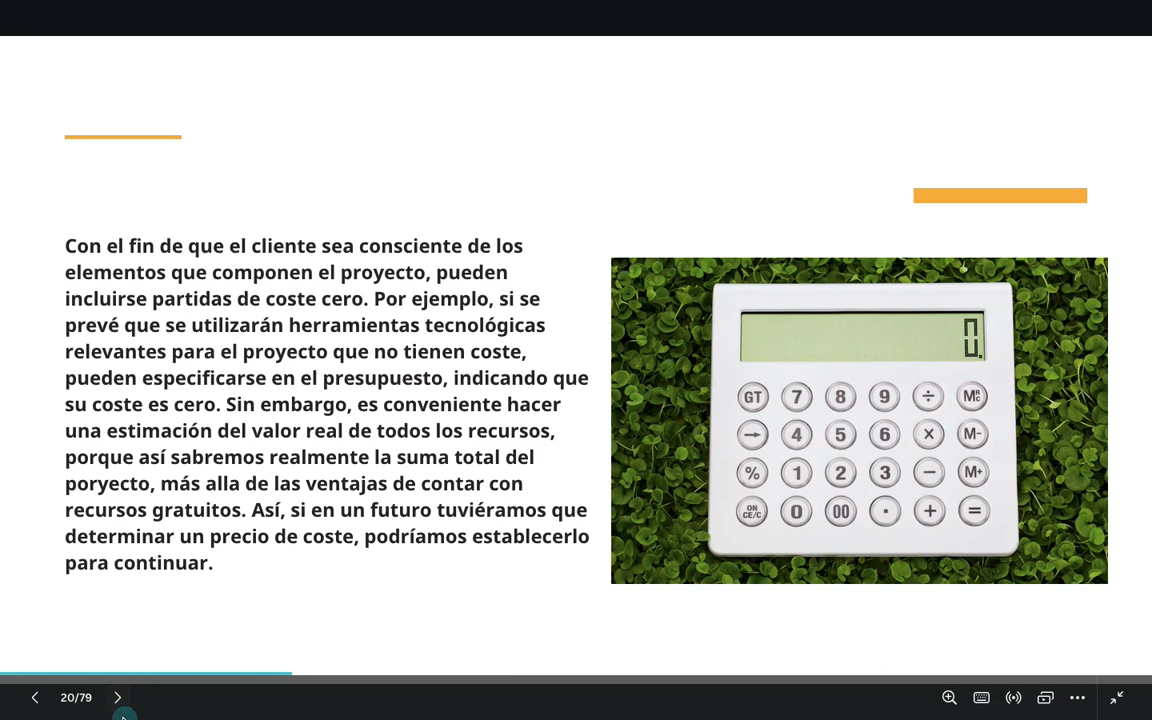 Con el fin de que el cliente sea consciente de los
elementos que componen el proyecto, pueden
incluirse partidas de coste cero. Por ejemplo, si se
prevé que se utilizarán herramientas tecnológicas
relevantes para el proyecto que no tienen coste,
pueden especificarse en el presupuesto, indicando que
su coste es cero. Sin embargo, es conveniente hacer
una estimación del valor real de todos los recursos,
porque así sabremos realmente la suma total del
poryecto, más alla de las ventajas de contar con
recursos gratuitos. Así, si en un futuro tuviéramos que
determinar un precio de coste, podríamos establecerlo
para continuar.
0.
GT 7 8 9 ÷ MRC
→ 4 5 6 × M-
% 1 2 3 − M+
ON CE/C 0 00 · + =
20/79